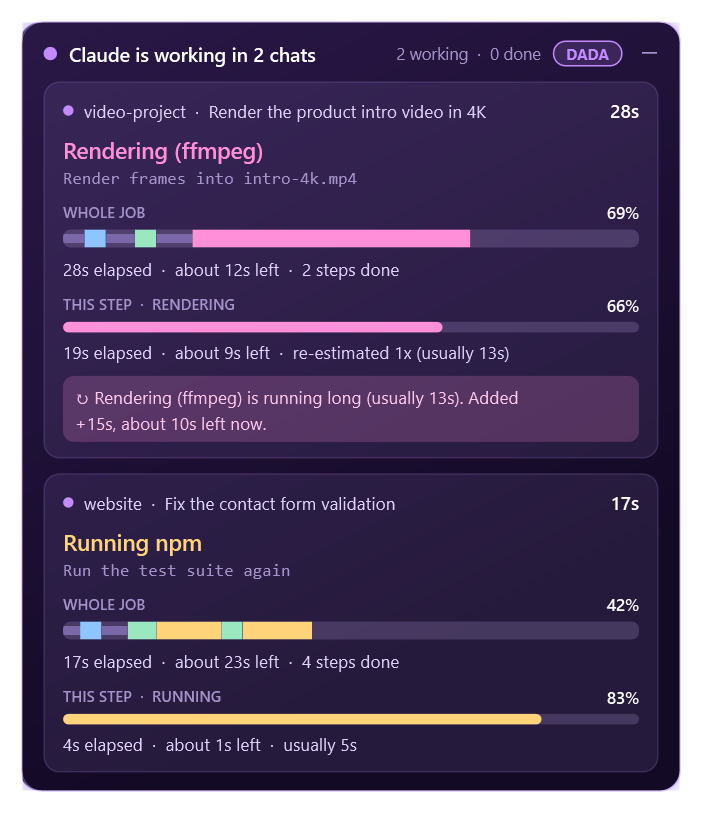 Claude is working in 2 chats
2 working · 0 done
DADA
video-project · Render the product intro video in 4K
28s
Rendering (ffmpeg)
Render frames into intro-4k.mp4
WHOLE JOB
69%
28s elapsed · about 12s left · 2 steps done
THIS STEP · RENDERING
66%
19s elapsed · about 9s left · re-estimated 1x (usually 13s)
↻ Rendering (ffmpeg) is running long (usually 13s). Added
+15s, about 10s left now.
website · Fix the contact form validation
17s
Running npm
Run the test suite again
WHOLE JOB
42%
17s elapsed · about 23s left · 4 steps done
THIS STEP · RUNNING
83%
4s elapsed · about 1s left · usually 5s